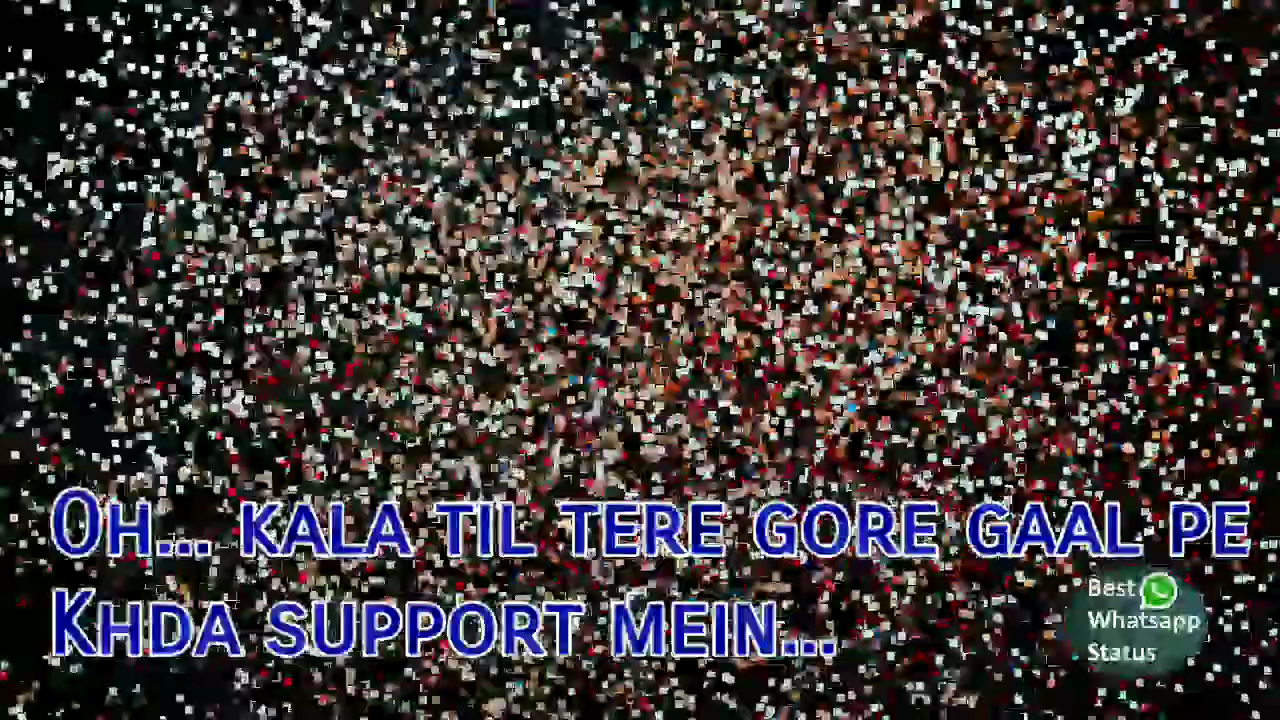 Oh... kala til tere gore gaal pe
Khda support mein...
Best
Whatsapp
Status